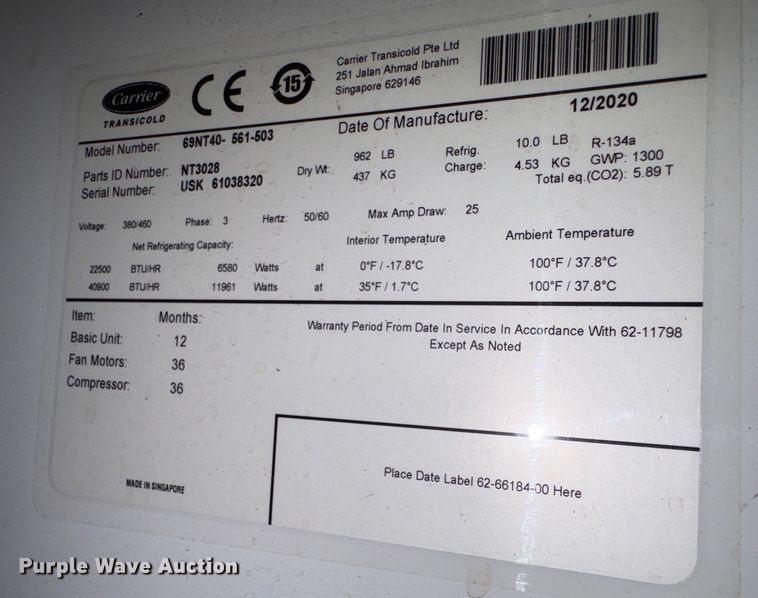 Carrier
TRANSICOLD
CE
15
Carrier Transicold Pte Ltd
251 Jalan Ahmad Ibrahim
Singapore 629146
Model Number: 69NT40- 561-503
Date Of Manufacture: 12/2020
Parts ID Number: NT3028
Serial Number: USK 61038320
Dry Wt: 962 LB
437 KG
Refrig. Charge: 10.0 LB R-134a
4.53 KG GWP: 1300
Total eq.(CO2): 5.89 T
Voltage: 380/460 Phase: 3 Hertz: 50/60 Max Amp Draw: 25
Net Refrigerating Capacity: Interior Temperature Ambient Temperature
22500 BTU/HR 6580 Watts at 0°F / -17.8°C 100°F / 37.8°C
40900 BTU/HR 11961 Watts at 35°F / 1.7°C 100°F / 37.8°C
Item: Months:
Basic Unit: 12
Fan Motors: 36
Compressor: 36
Warranty Period From Date In Service In Accordance With 62-11798
Except As Noted
Place Date Label 62-66184-00 Here
MADE IN SINGAPORE
Purple Wave Auction